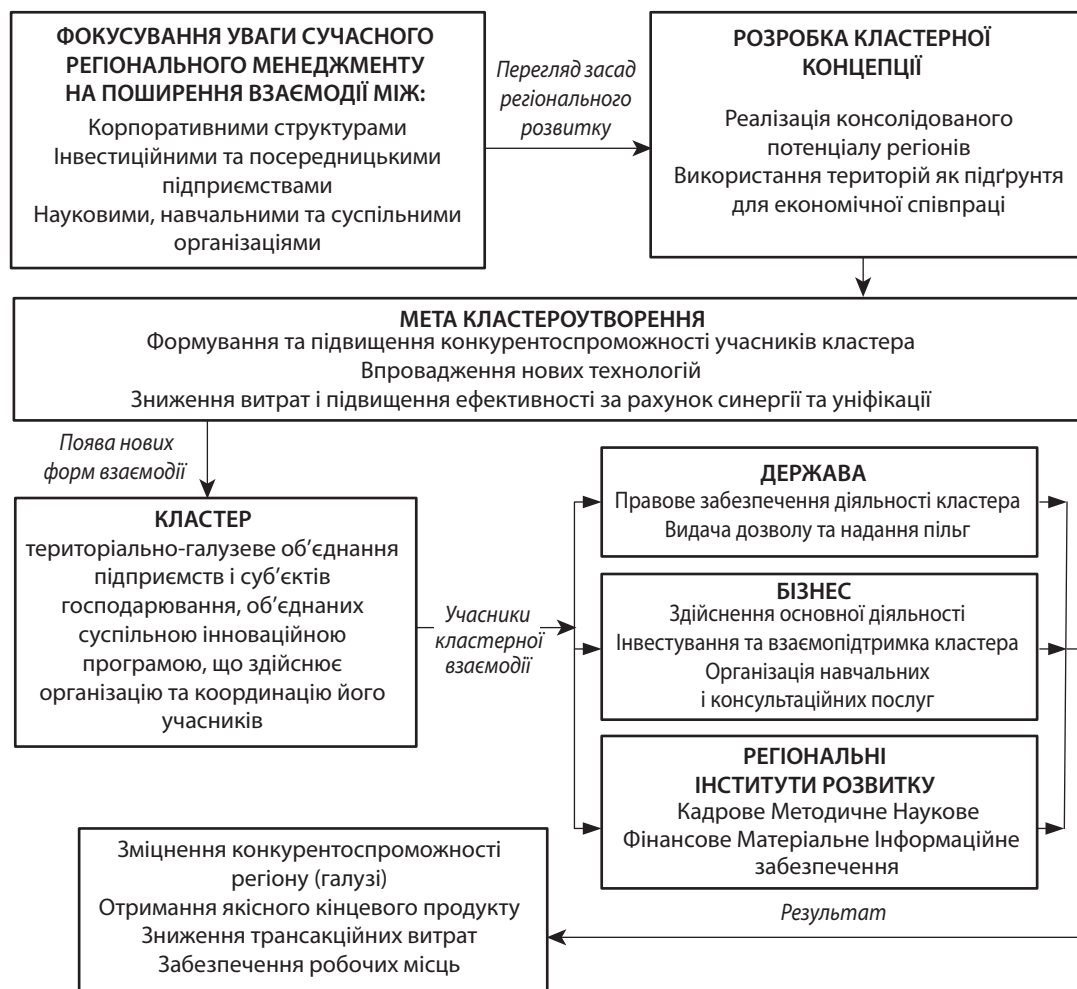 ФОКУСУВАННЯ УВАГИ СУЧАСНОГО
РЕГІОНАЛЬНОГО МЕНЕДЖМЕНТУ
НА ПОШИРЕННЯ ВЗАЄМОДІЇ МІЖ:
Корпоративними структурами
Інвестиційними та посередницькими
підприємствами
Науковими, навчальними та суспільними
організаціями
Перегляд засад
регіонального
розвитку
РОЗРОБКА КЛАСТЕРНОЇ
КОНЦЕПЦІЇ
Реалізація консолідованого
потенціалу регіонів
Використання територій як підґрунтя
для економічної співпраці
МЕТА КЛАСТЕРОУТВОРЕННЯ
Формування та підвищення конкурентоспроможності учасників кластера
Впровадження нових технологій
Зниження витрат і підвищення ефективності за рахунок синергії та уніфікації
Поява нових
форм взаємодії
КЛАСТЕР
територіально-галузеве об’єднання
підприємств і суб’єктів
господарювання, об’єднаних
суспільною інноваційною
програмою, що здійснює
організацію та координацію його
учасників
Учасники
кластерної
взаємодії
ДЕРЖАВА
Правове забезпечення діяльності кластера
Видача дозволу та надання пільг
БІЗНЕС
Здійснення основної діяльності
Інвестування та взаємопідтримка кластера
Організація навчальних
і консультаційних послуг
РЕГІОНАЛЬНІ
ІНСТИТУТИ РОЗВИТКУ
Кадрове Методичне Наукове
Фінансове Матеріальне Інформаційне
забезпечення
Результат
Зміцнення конкурентоспроможності
регіону (галузі)
Отримання якісного кінцевого продукту
Зниження трансакційних витрат
Забезпечення робочих місць